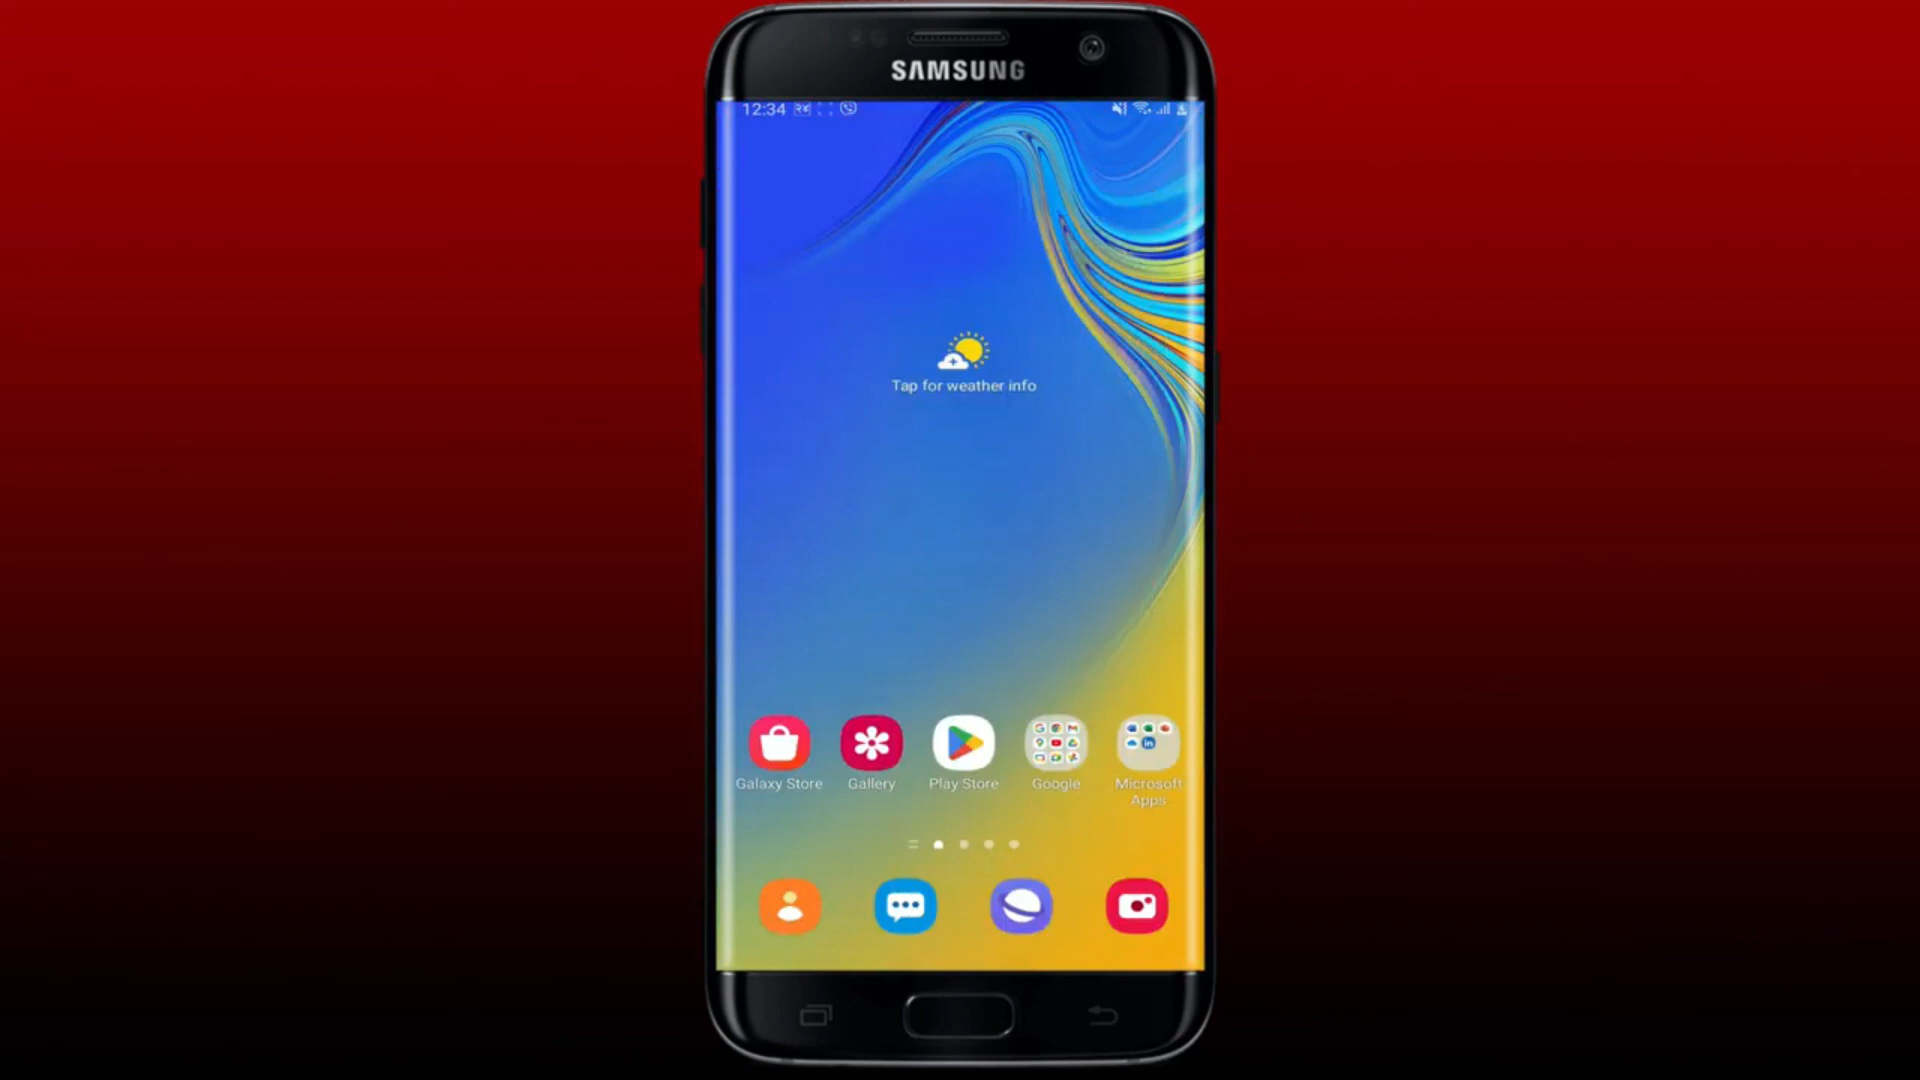 SAMSUNG
12:34
Tap for weather info
Galaxy Store
Gallery
Play Store
Google
Microsoft
Apps